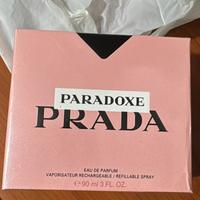 PARADOXE
PRADA
EAU DE PARFUM
VAPORISATEUR RECHARGEABLE / REFILLABLE SPRAY
℮ 90 ml 3 FL. OZ.